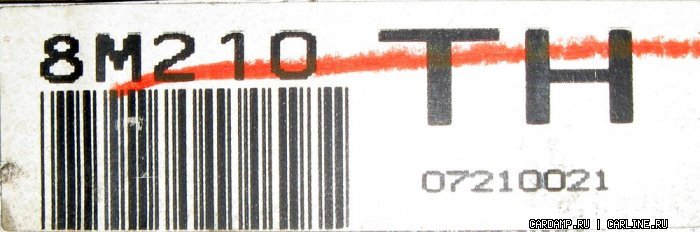 8M210 TH
07210021
CARDAMP.RU | CARLINE.RU